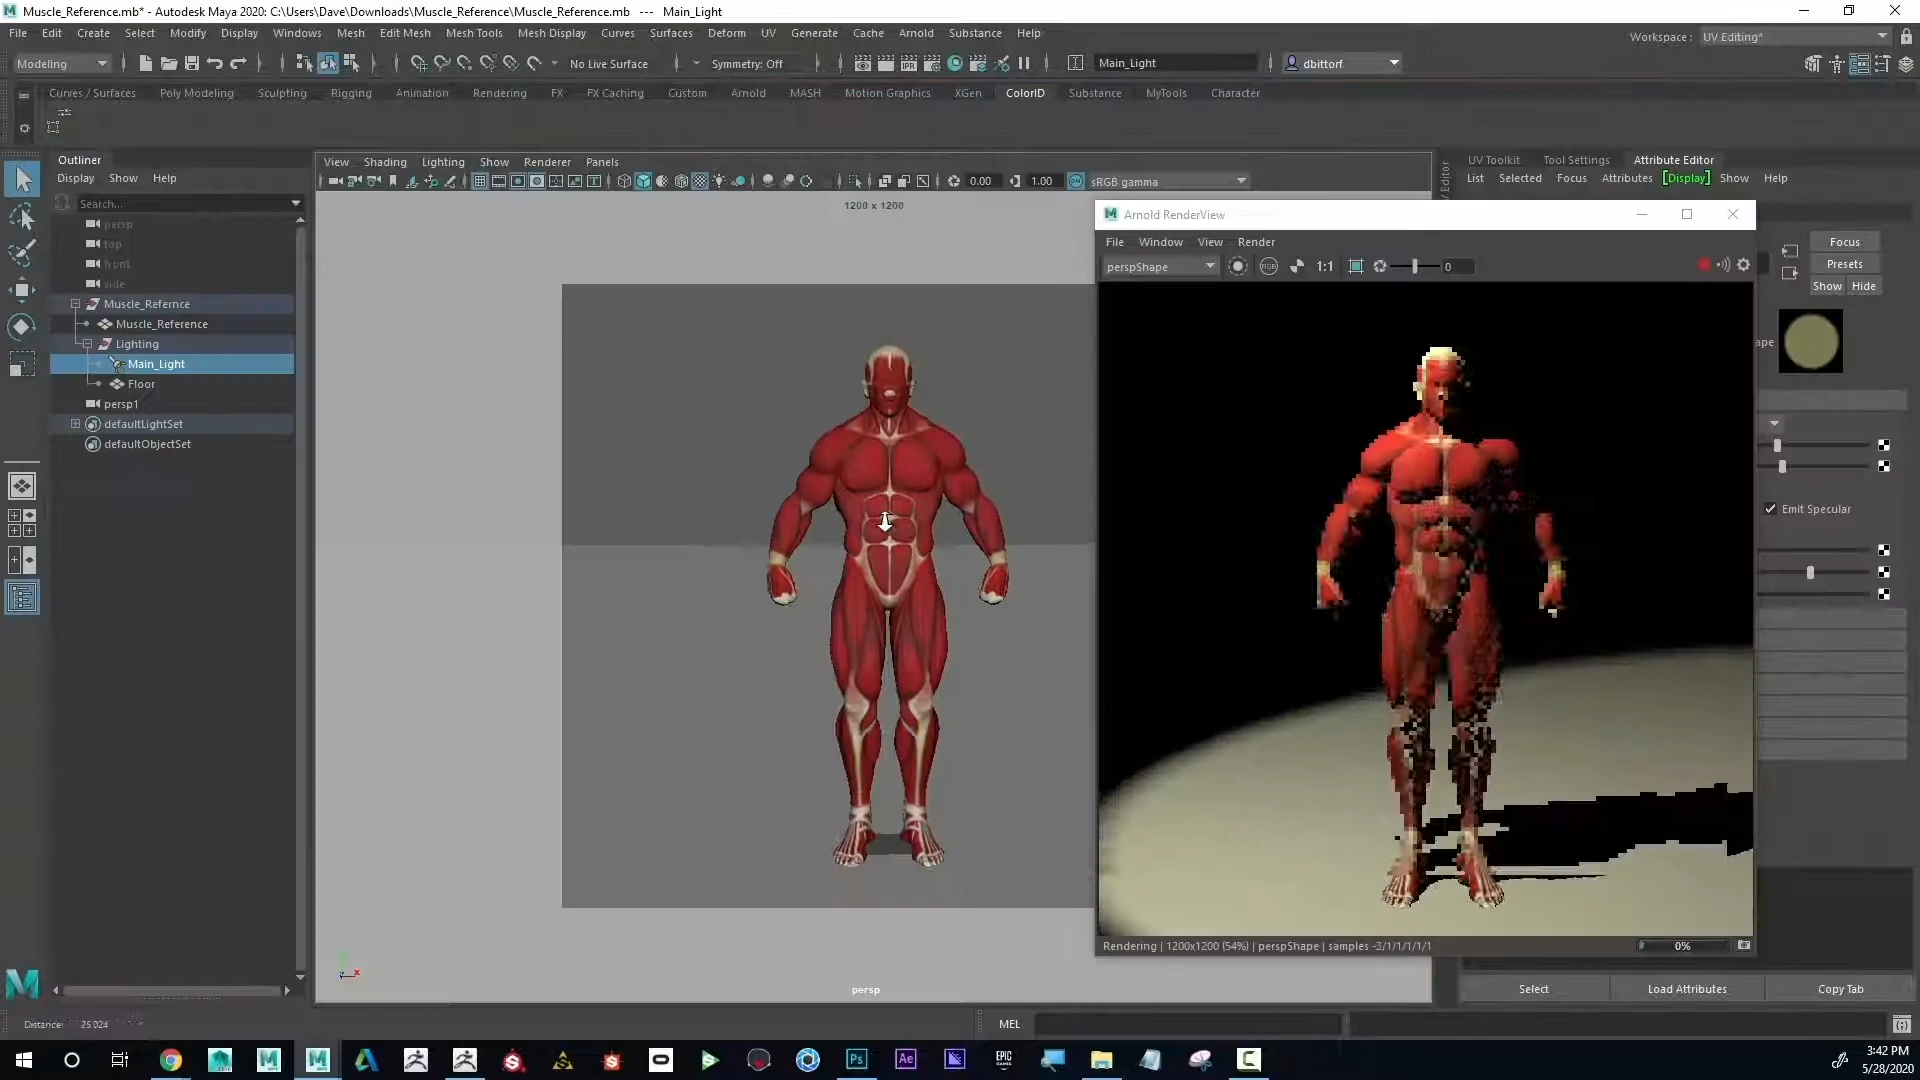 Muscle_Reference.mb* - Autodesk Maya 2020: C:\Users\Dave\Downloads\Muscle_Reference\Muscle_Reference.mb --- Main_Light
File Edit Create Select Modify Display Windows Mesh Edit Mesh Mesh Tools Mesh Display Curves Surfaces Deform UV Generate Cache Arnold Substance Help
Workspace : UV Editing*
Modeling No Live Surface Symmetry: Off Main_Light dbittorf
Curves / Surfaces Poly Modeling Sculpting Rigging Animation Rendering FX FX Caching Custom Arnold MASH Motion Graphics XGen ColorID Substance MyTools Character
Outliner
Display Show Help
Search...
persp
top
front
side
Muscle_Refernce
Muscle_Reference
Lighting
Main_Light
Floor
persp1
defaultLightSet
defaultObjectSet
View Shading Lighting Show Renderer Panels
0.00 1.00 sRGB gamma
1200 x 1200
persp
UV Toolkit Tool Settings Attribute Editor
List Selected Focus Attributes [Display] Show Help
Focus
Presets
Show Hide
Emit Specular
Arnold RenderView
File Window View Render
perspShape RGB 1:1 0
Rendering | 1200x1200 (54%) | perspShape | samples -3/1/1/1/1/1
0%
Select Load Attributes Copy Tab
Distance: 25.024
MEL
Ps Ae EPIC GAMES
3:42 PM
5/28/2020